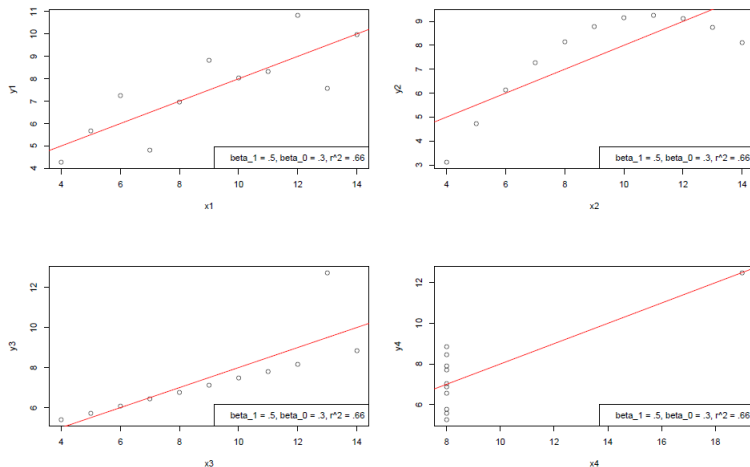 y1
11
10
9
8
7
6
5
4
beta_1 = .5, beta_0 = .3, r^2 = .66
4 6 8 10 12 14
x1
y2
9
8
7
6
5
4
3
beta_1 = .5, beta_0 = .3, r^2 = .66
4 6 8 10 12 14
x2
y3
12
10
8
6
beta_1 = .5, beta_0 = .3, r^2 = .66
4 6 8 10 12 14
x3
y4
12
10
8
6
beta_1 = .5, beta_0 = .3, r^2 = .66
8 10 12 14 16 18
x4